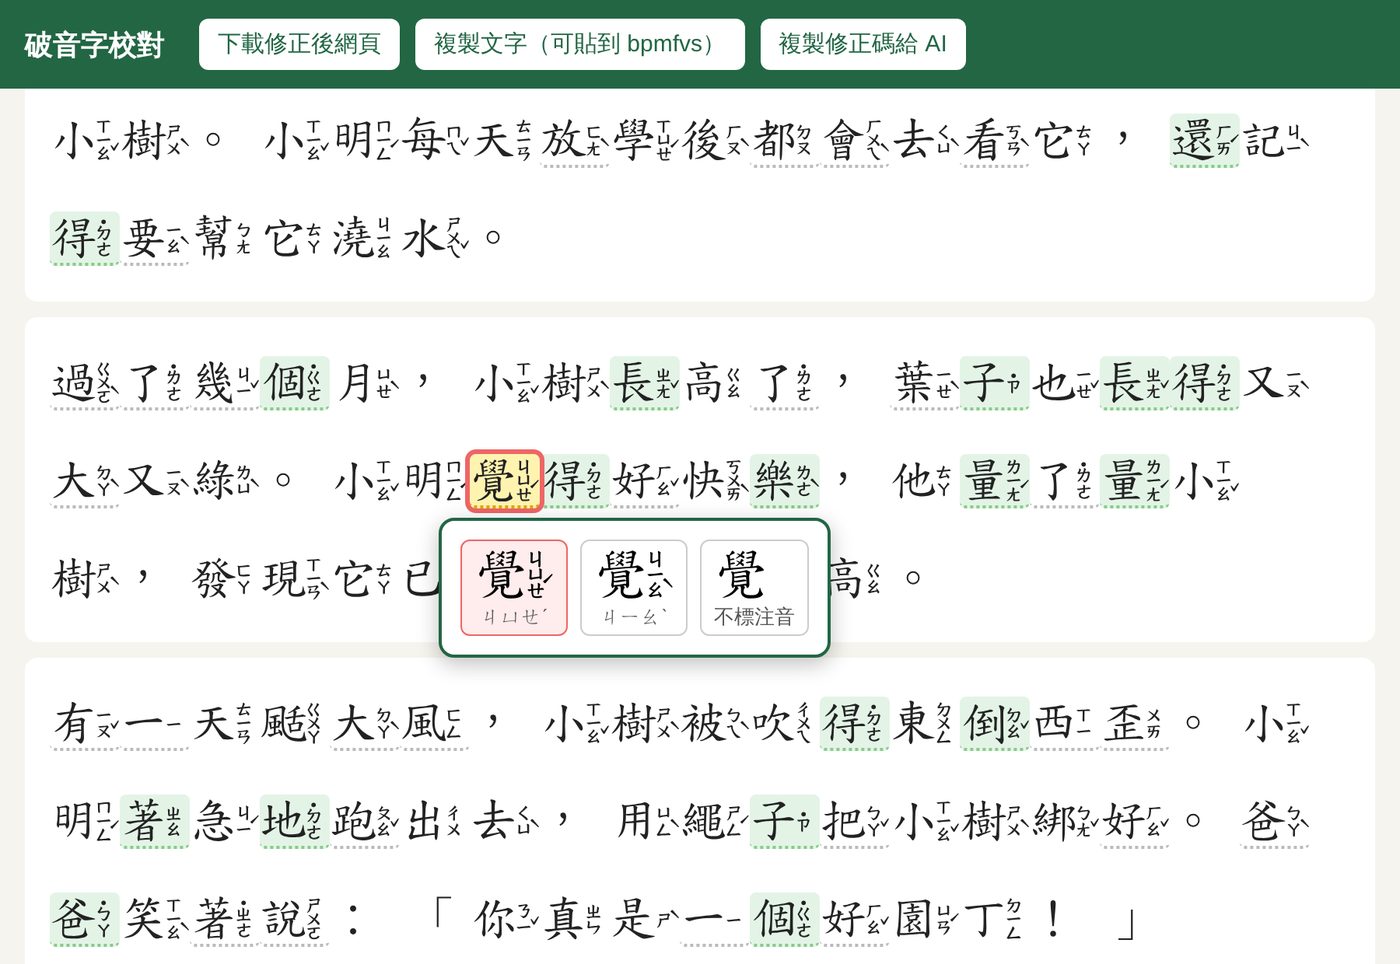 破音字校對 下載修正後網頁 複製文字（可貼到 bpmfvs） 複製修正碼給 AI
小樹。小明每天放學後都會去看它，還記
得要幫它澆水。
過了幾個月，小樹長高了，葉子也長得又
大又綠。小明覺得好快樂，他量了量小
樹，發現它已 高。
覺 覺 覺
ㄐㄩㄝˊ ㄐㄧㄠˋ 不標注音
有一天颳大風，小樹被吹得東倒西歪。小
明著急地跑出去，用繩子把小樹綁好。爸
爸笑著說：「你真是一個好園丁！」